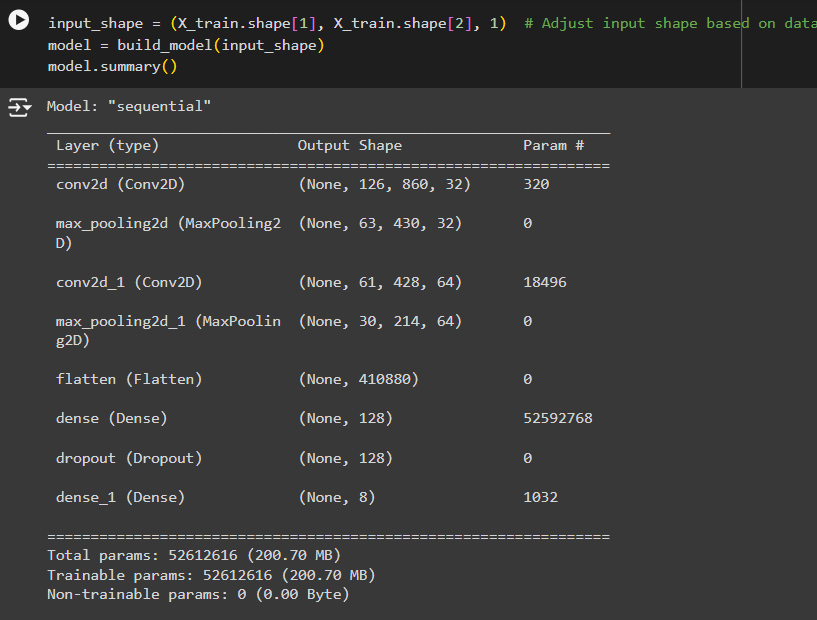 input_shape = (X_train.shape[1], X_train.shape[2], 1)  # Adjust input shape based on data
model = build_model(input_shape)
model.summary()
Model: "sequential"
_________________________________________________________________
Layer (type) Output Shape Param #
=================================================================
conv2d (Conv2D) (None, 126, 860, 32) 320
max_pooling2d (MaxPooling2 (None, 63, 430, 32) 0
D)
conv2d_1 (Conv2D) (None, 61, 428, 64) 18496
max_pooling2d_1 (MaxPoolin (None, 30, 214, 64) 0
g2D)
flatten (Flatten) (None, 410880) 0
dense (Dense) (None, 128) 52592768
dropout (Dropout) (None, 128) 0
dense_1 (Dense) (None, 8) 1032
=================================================================
Total params: 52612616 (200.70 MB)
Trainable params: 52612616 (200.70 MB)
Non-trainable params: 0 (0.00 Byte)